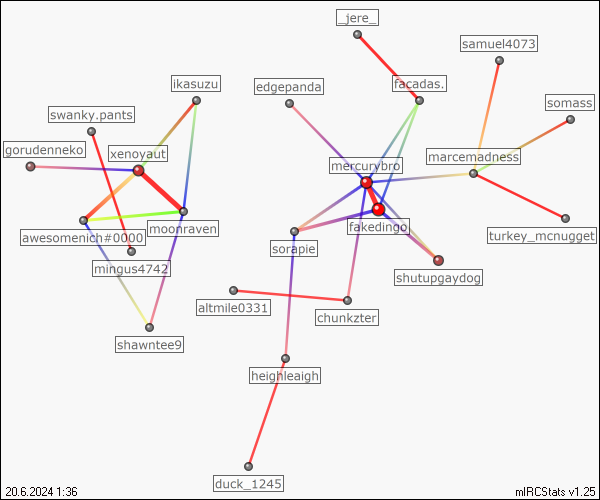 _jere_
samuel4073
ikasuzu
edgepanda
facadas.
swanky.pants
somass
gorudenneko
xenoyaut
mercurybro
marcemadness
awesomenich#0000
moonraven
fakedingo
turkey_mcnugget
sorapie
mingus4742
shutupgaydog
altmile0331
chunkzter
shawntee9
heighleaigh
duck_1245
20.6.2024 1:36
mIRCStats v1.25